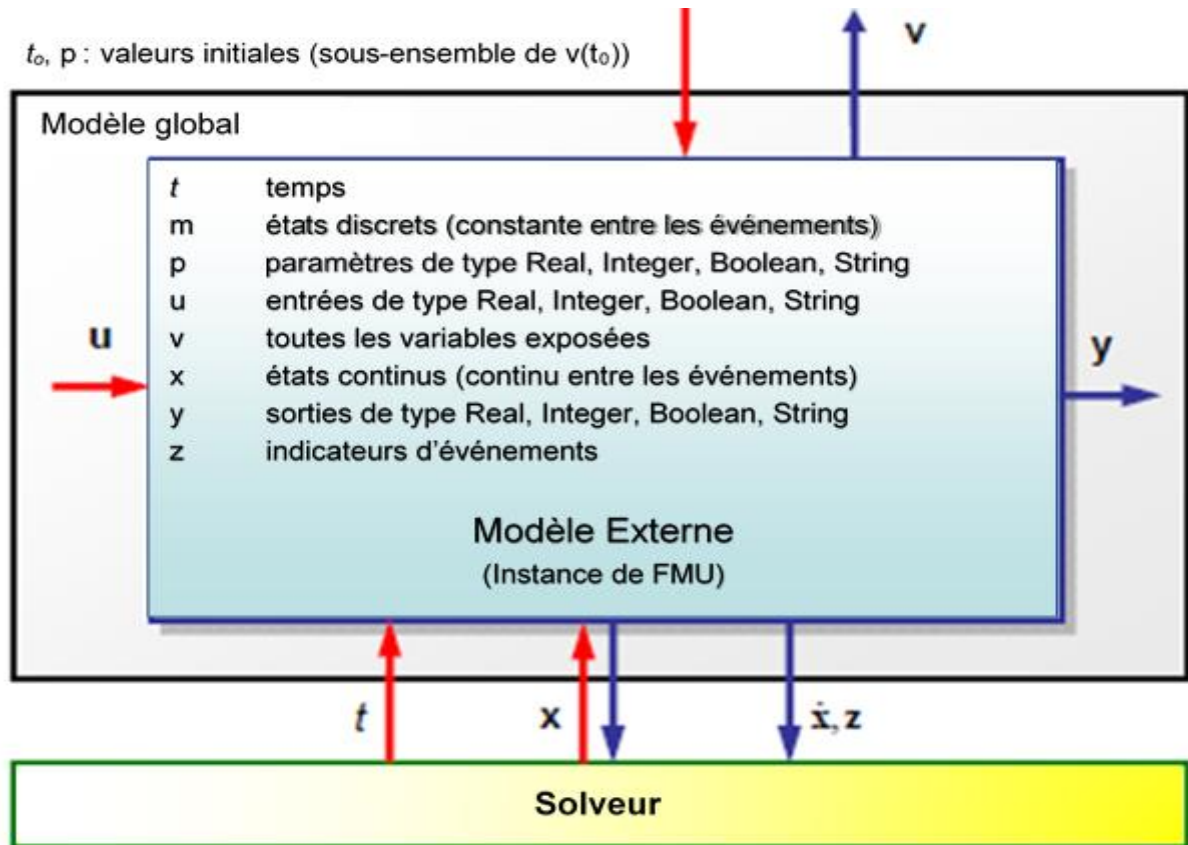 v
t₀, p : valeurs initiales (sous-ensemble de v(t₀))
Modèle global
t temps
m états discrets (constante entre les événements)
p paramètres de type Real, Integer, Boolean, String
u entrées de type Real, Integer, Boolean, String
v toutes les variables exposées
x états continus (continu entre les événements)
y sorties de type Real, Integer, Boolean, String
z indicateurs d'événements
u
y
Modèle Externe
(Instance de FMU)
t
x
ẋ, z
Solveur